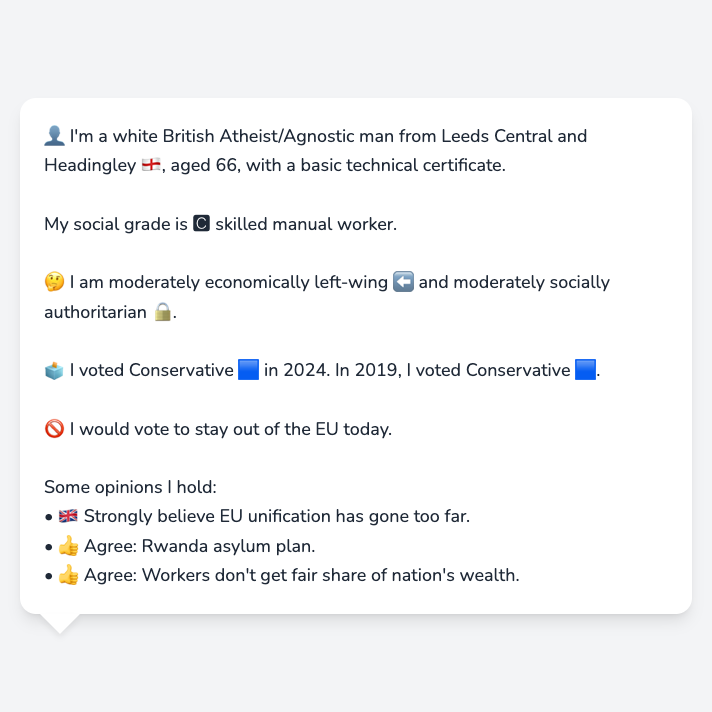 👤 I'm a white British Atheist/Agnostic man from Leeds Central and
Headingley 🏴󠁧󠁢󠁥󠁮󠁧󠁿, aged 66, with a basic technical certificate.
My social grade is 🅲 skilled manual worker.
🤔 I am moderately economically left-wing ⬅️ and moderately socially
authoritarian 🔒.
🗳️ I voted Conservative 🟦 in 2024. In 2019, I voted Conservative 🟦.
🚫 I would vote to stay out of the EU today.
Some opinions I hold:
• 🇬🇧 Strongly believe EU unification has gone too far.
• 👍 Agree: Rwanda asylum plan.
• 👍 Agree: Workers don't get fair share of nation's wealth.